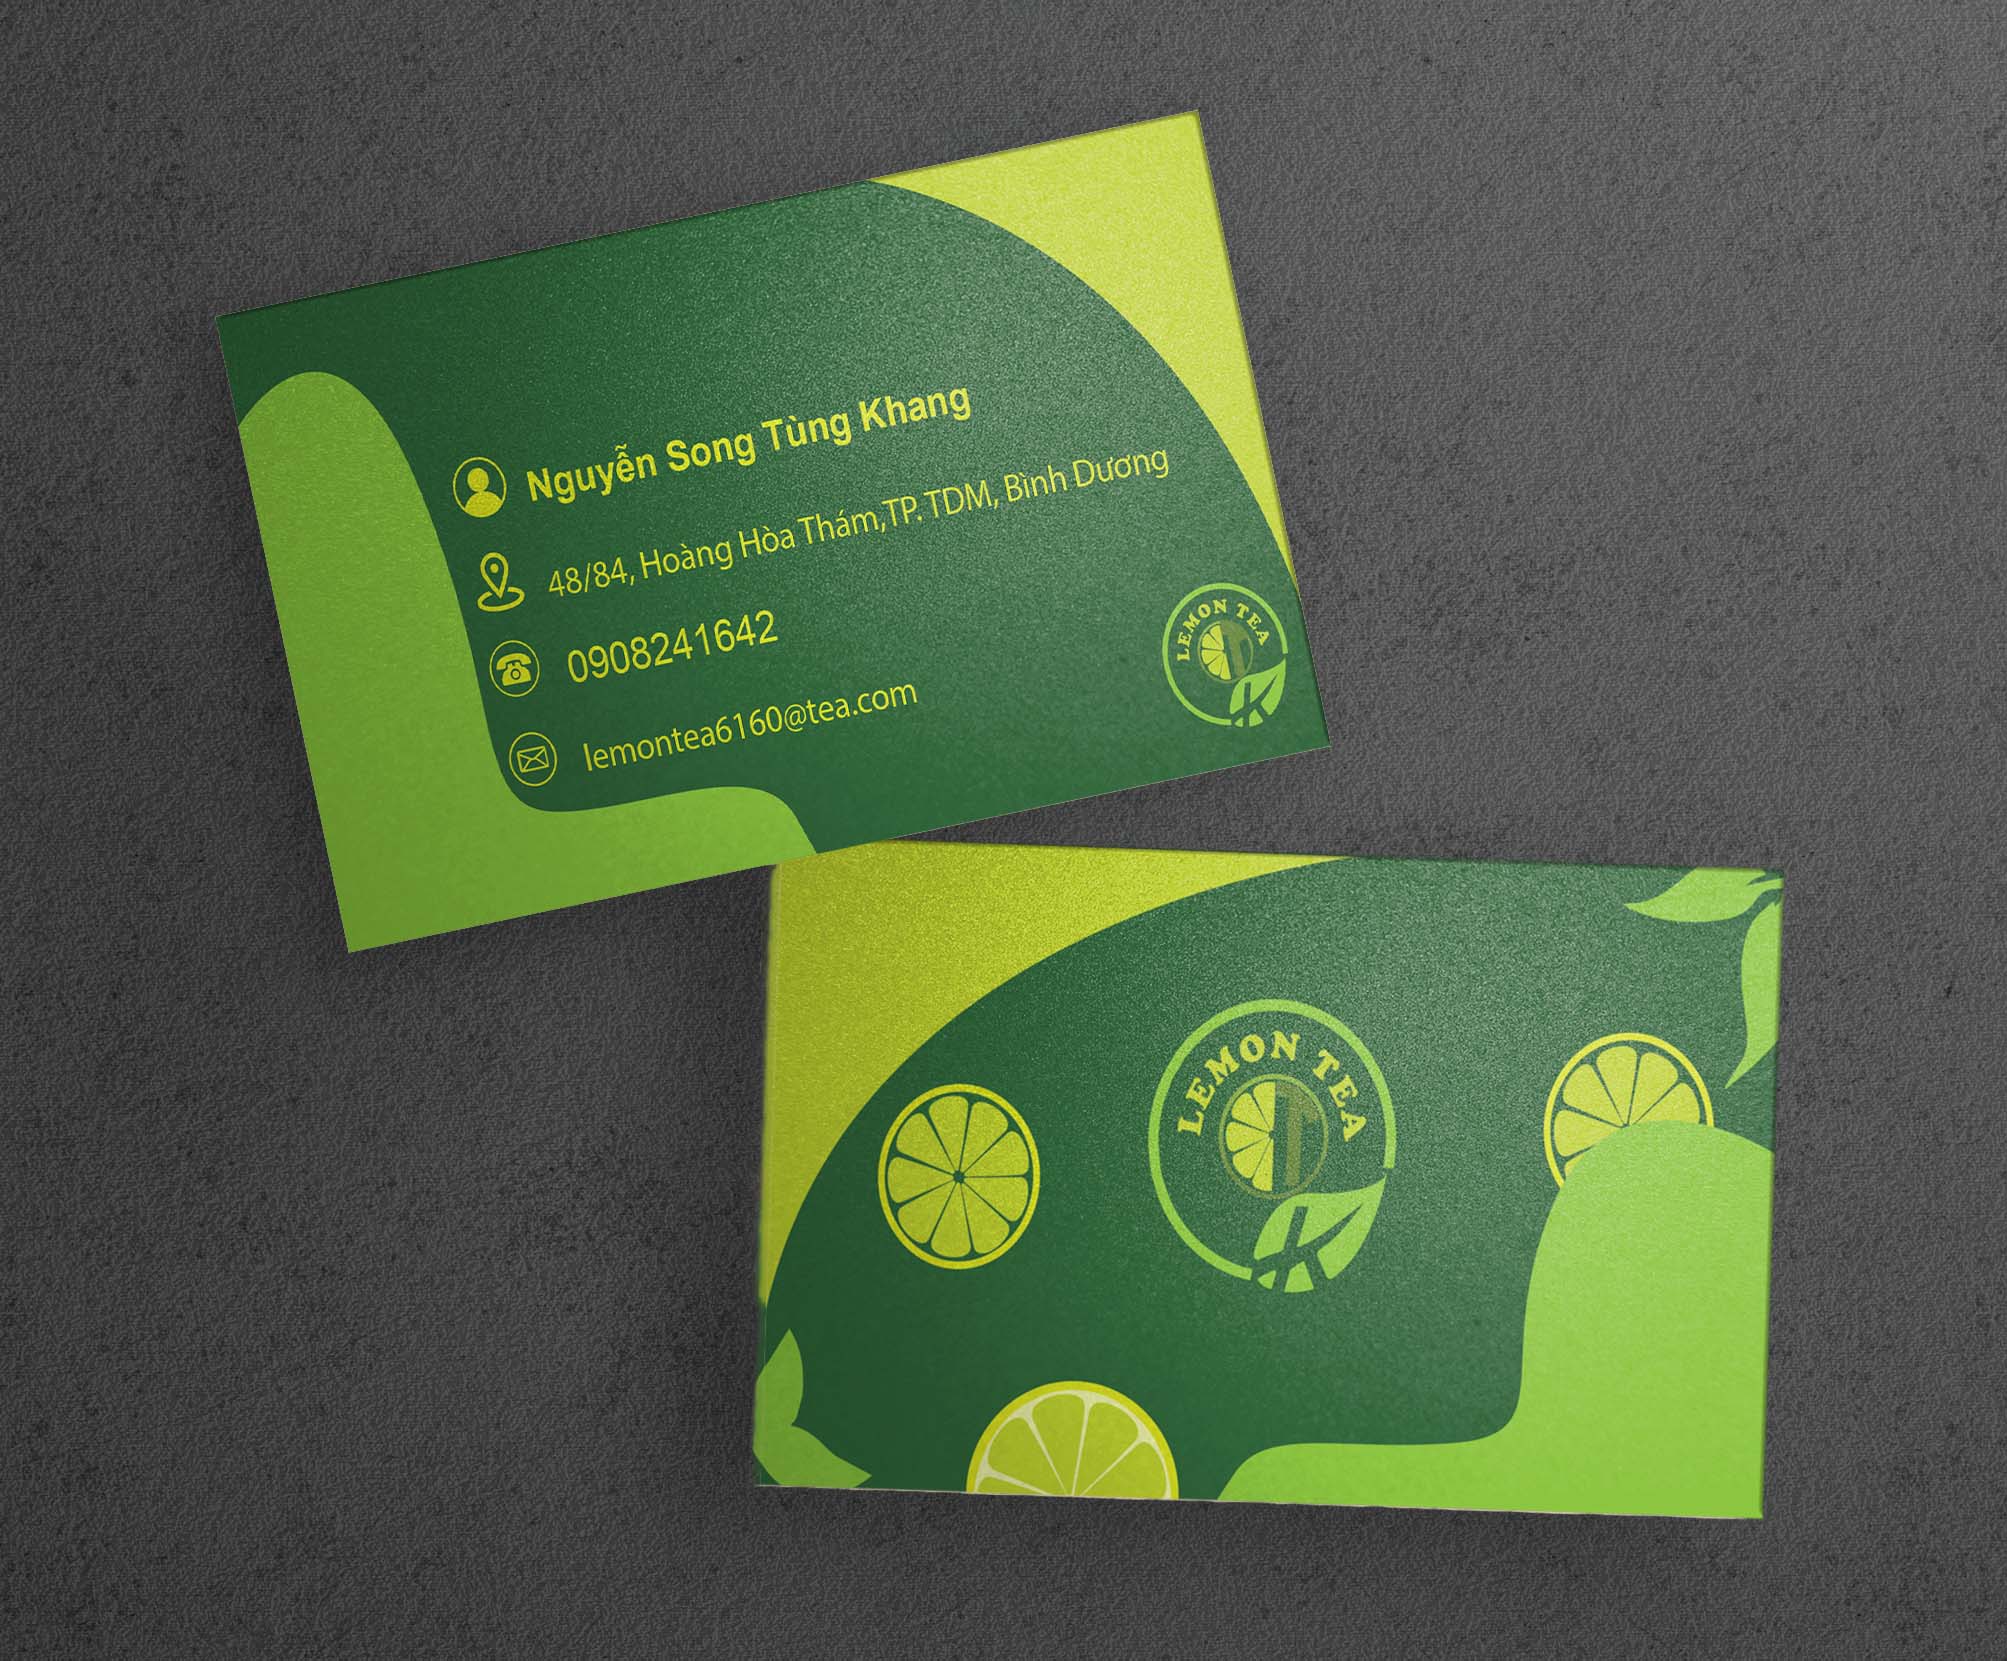 Nguyễn Song Tùng Khang
48/84, Hoàng Hòa Thám,TP. TDM, Bình Dương
0908241642
lemontea6160@tea.com
LEMON TEA
K
LEMON TEA
K